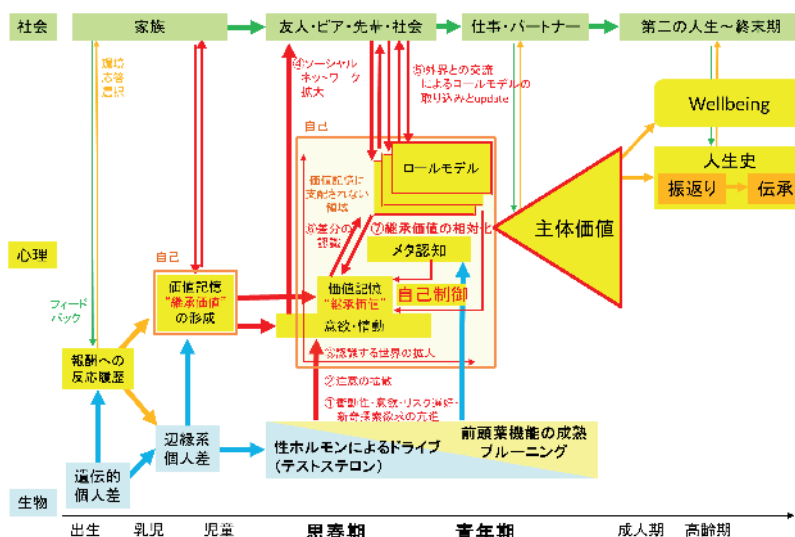 社会
家族
友人・ピア・先輩・社会
仕事・パートナー
第二の人生～終末期
環境
応答
選択
④ソーシャル
ネットワーク
拡大
⑤外界との交流
によるロールモデルの
取り込みとupdate
Wellbeing
人生史
振返り
伝承
自己
ロールモデル
価値記憶に
支配されない
領域
⑥差分の
認識
⑦継承価値の相対化
主体価値
心理
メタ認知
自己
価値記憶
"継承価値"
の形成
価値記憶
"継承価値"
自己制御
意欲・情動
フィード
バック
③認識する世界の拡大
報酬への
反応履歴
②注意の拡散
①衝動性・意欲・リスク選好・
新奇探索欲求の亢進
辺縁系
個人差
性ホルモンによるドライブ
(テストステロン)
前頭葉機能の成熟
プルーニング
遺伝的
個人差
生物
出生
乳児
児童
思春期
青年期
成人期
高齢期